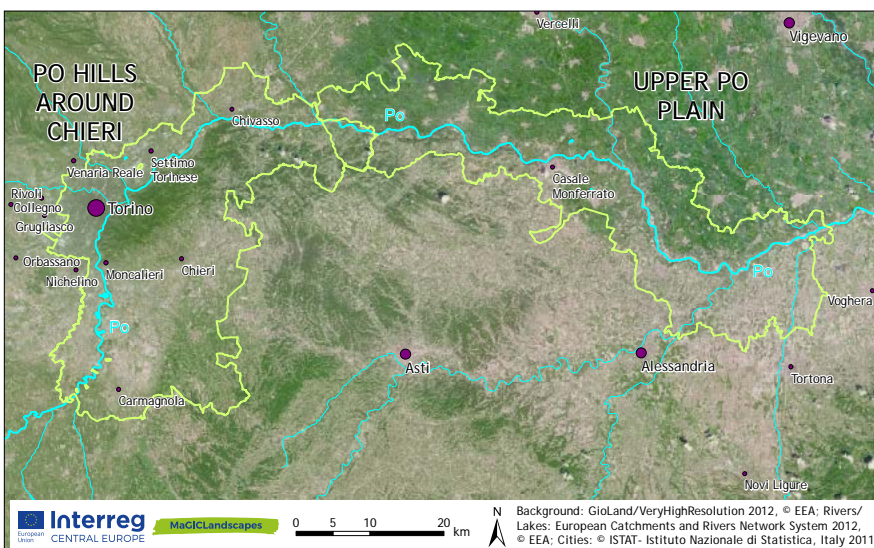 Vercelli
Vigevano
PO HILLS
AROUND
CHIERI
UPPER PO
PLAIN
Po
Chivasso
Settimo
Torinese
Venaria Reale
Casale
Monferrato
Rivoli
Collegno
Torino
Grugliasco
Orbassano
Nichelino
Moncalieri
Chieri
Po
Voghera
Po
Asti
Alessandria
Tortona
Carmagnola
Novi Ligure
European
Union
Interreg
CENTRAL EUROPE
MaGICLandscapes
0 5 10 20
km
N
Background: GioLand/VeryHighResolution 2012, © EEA; Rivers/
Lakes: European Catchments and Rivers Network System 2012,
© EEA; Cities: © ISTAT- Istituto Nazionale di Statistica, Italy 2011